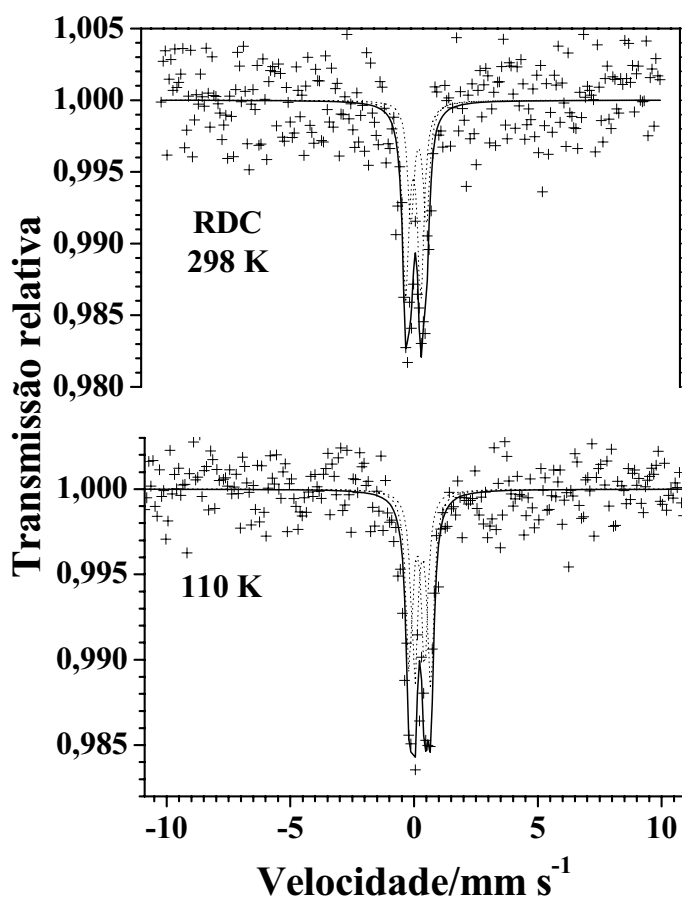 Transmissão relativa
1,005
1,000
0,995
0,990
0,985
0,980
RDC
298 K
1,000
0,995
0,990
0,985
110 K
-10 -5 0 5 10
Velocidade/mm s⁻¹